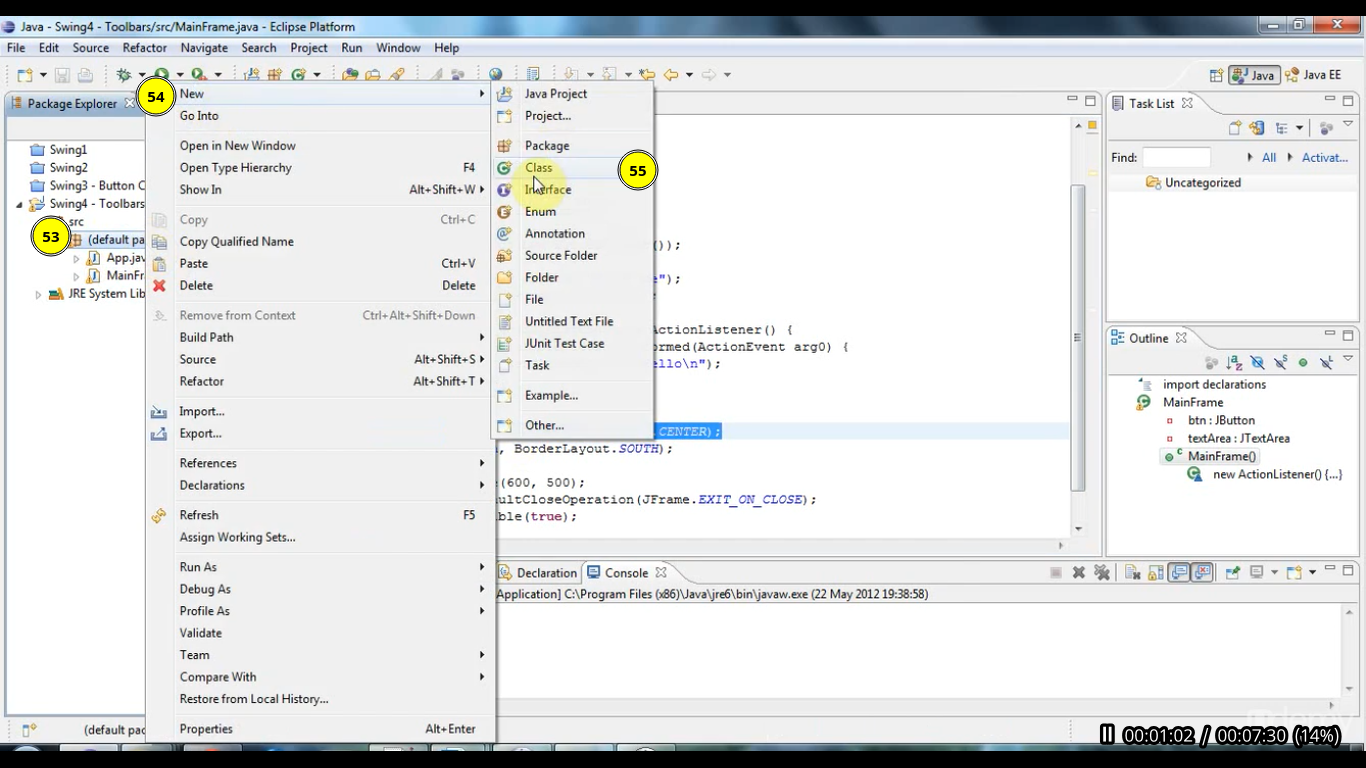 Java - Swing4 - Toolbars/src/MainFrame.java - Eclipse Platform
File Edit Source Refactor Navigate Search Project Run Window Help
Java Java EE
Package Explorer
Swing1
Swing2
Swing3 - Button C
Swing4 - Toolbars
src
53
(default pa
App.jav
MainFra
JRE System Lib
54
New
Go Into
Open in New Window
Open Type Hierarchy F4
Show In Alt+Shift+W
Copy Ctrl+C
Copy Qualified Name
Paste Ctrl+V
Delete Delete
Remove from Context Ctrl+Alt+Shift+Down
Build Path
Source Alt+Shift+S
Refactor Alt+Shift+T
Import...
Export...
References
Declarations
Refresh F5
Assign Working Sets...
Run As
Debug As
Profile As
Validate
Team
Compare With
Restore from Local History...
Properties Alt+Enter
Java Project
Project...
Package
Class
55
Interface
Enum
Annotation
Source Folder
Folder
File
Untitled Text File
JUnit Test Case
Task
Example...
Other...
());
e");
;
ActionListener() {
ormed(ActionEvent arg0) {
ello\n");
CENTER);
, BorderLayout.SOUTH);
(600, 500);
aultCloseOperation(JFrame.EXIT_ON_CLOSE);
ble(true);
Task List
Find: All Activat...
Uncategorized
Outline
import declarations
MainFrame
btn : JButton
textArea : JTextArea
MainFrame()
new ActionListener() {...}
Declaration Console
Application] C:\Program Files (x86)\Java\jre6\bin\javaw.exe (22 May 2012 19:38:58)
(default pac
00:01:02 / 00:07:30 (14%)